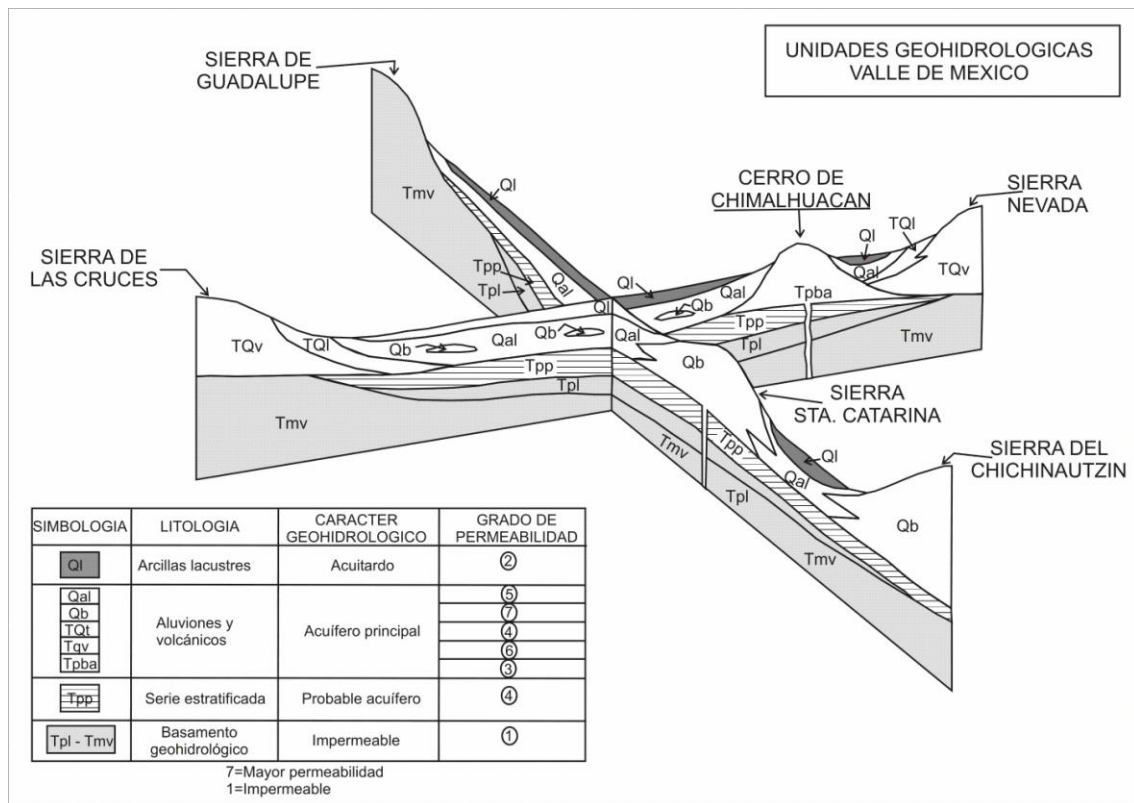 UNIDADES GEOHIDROLOGICAS
VALLE DE MEXICO
SIERRA DE
GUADALUPE
CERRO DE
CHIMALHUACAN
SIERRA
NEVADA
SIERRA DE
LAS CRUCES
SIERRA
STA. CATARINA
SIERRA DEL
CHICHINAUTZIN
Tmv
Ql
Tpp
Tpl
Qal
Ql
Qb
Qal
Tpba
Ql
TQl
Qal
TQv
Tpp
Tpl
Tmv
TQv
TQl
Qb
Qal
Qb
Ql
Qal
Tpp
Tpl
Tmv
Qb
Tpp
Tmv
Tpl
Ql
Qal
Tmv
Qb
SIMBOLOGIA LITOLOGIA CARACTER GEOHIDROLOGICO GRADO DE PERMEABILIDAD
Ql Arcillas lacustres Acuitardo 2
Qal 5
Qb 7
TQt Aluviones y volcánicos Acuífero principal 4
Tqv 6
Tpba 3
Tpp Serie estratificada Probable acuífero 4
Tpl - Tmv Basamento geohidrológico Impermeable 1
7=Mayor permeabilidad
1=Impermeable